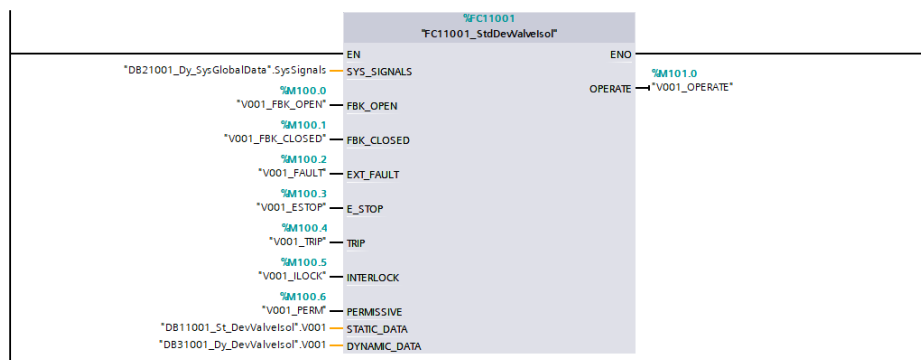 %FC11001
"FC11001_StdDevValveIsol"
EN
ENO
"DB21001_Dy_SysGlobalData".SysSignals
SYS_SIGNALS
%M101.0
OPERATE
"V001_OPERATE"
%M100.0
"V001_FBK_OPEN"
FBK_OPEN
%M100.1
"V001_FBK_CLOSED"
FBK_CLOSED
%M100.2
"V001_FAULT"
EXT_FAULT
%M100.3
"V001_ESTOP"
E_STOP
%M100.4
"V001_TRIP"
TRIP
%M100.5
"V001_ILOCK"
INTERLOCK
%M100.6
"V001_PERM"
PERMISSIVE
"DB11001_St_DevValveIsol".V001
STATIC_DATA
"DB31001_Dy_DevValveIsol".V001
DYNAMIC_DATA